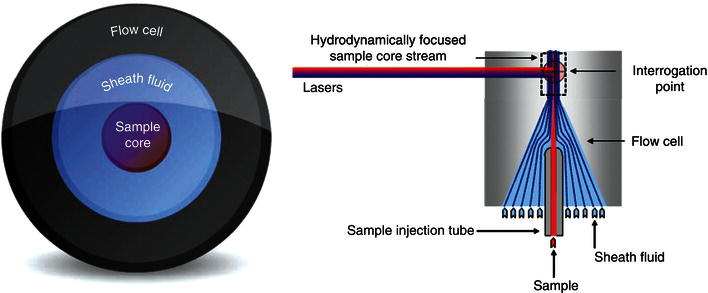 Flow cell
Sheath fluid
Sample
core
Hydrodynamically focused
sample core stream
Lasers
Interrogation
point
Flow cell
Sample injection tube
Sheath fluid
Sample